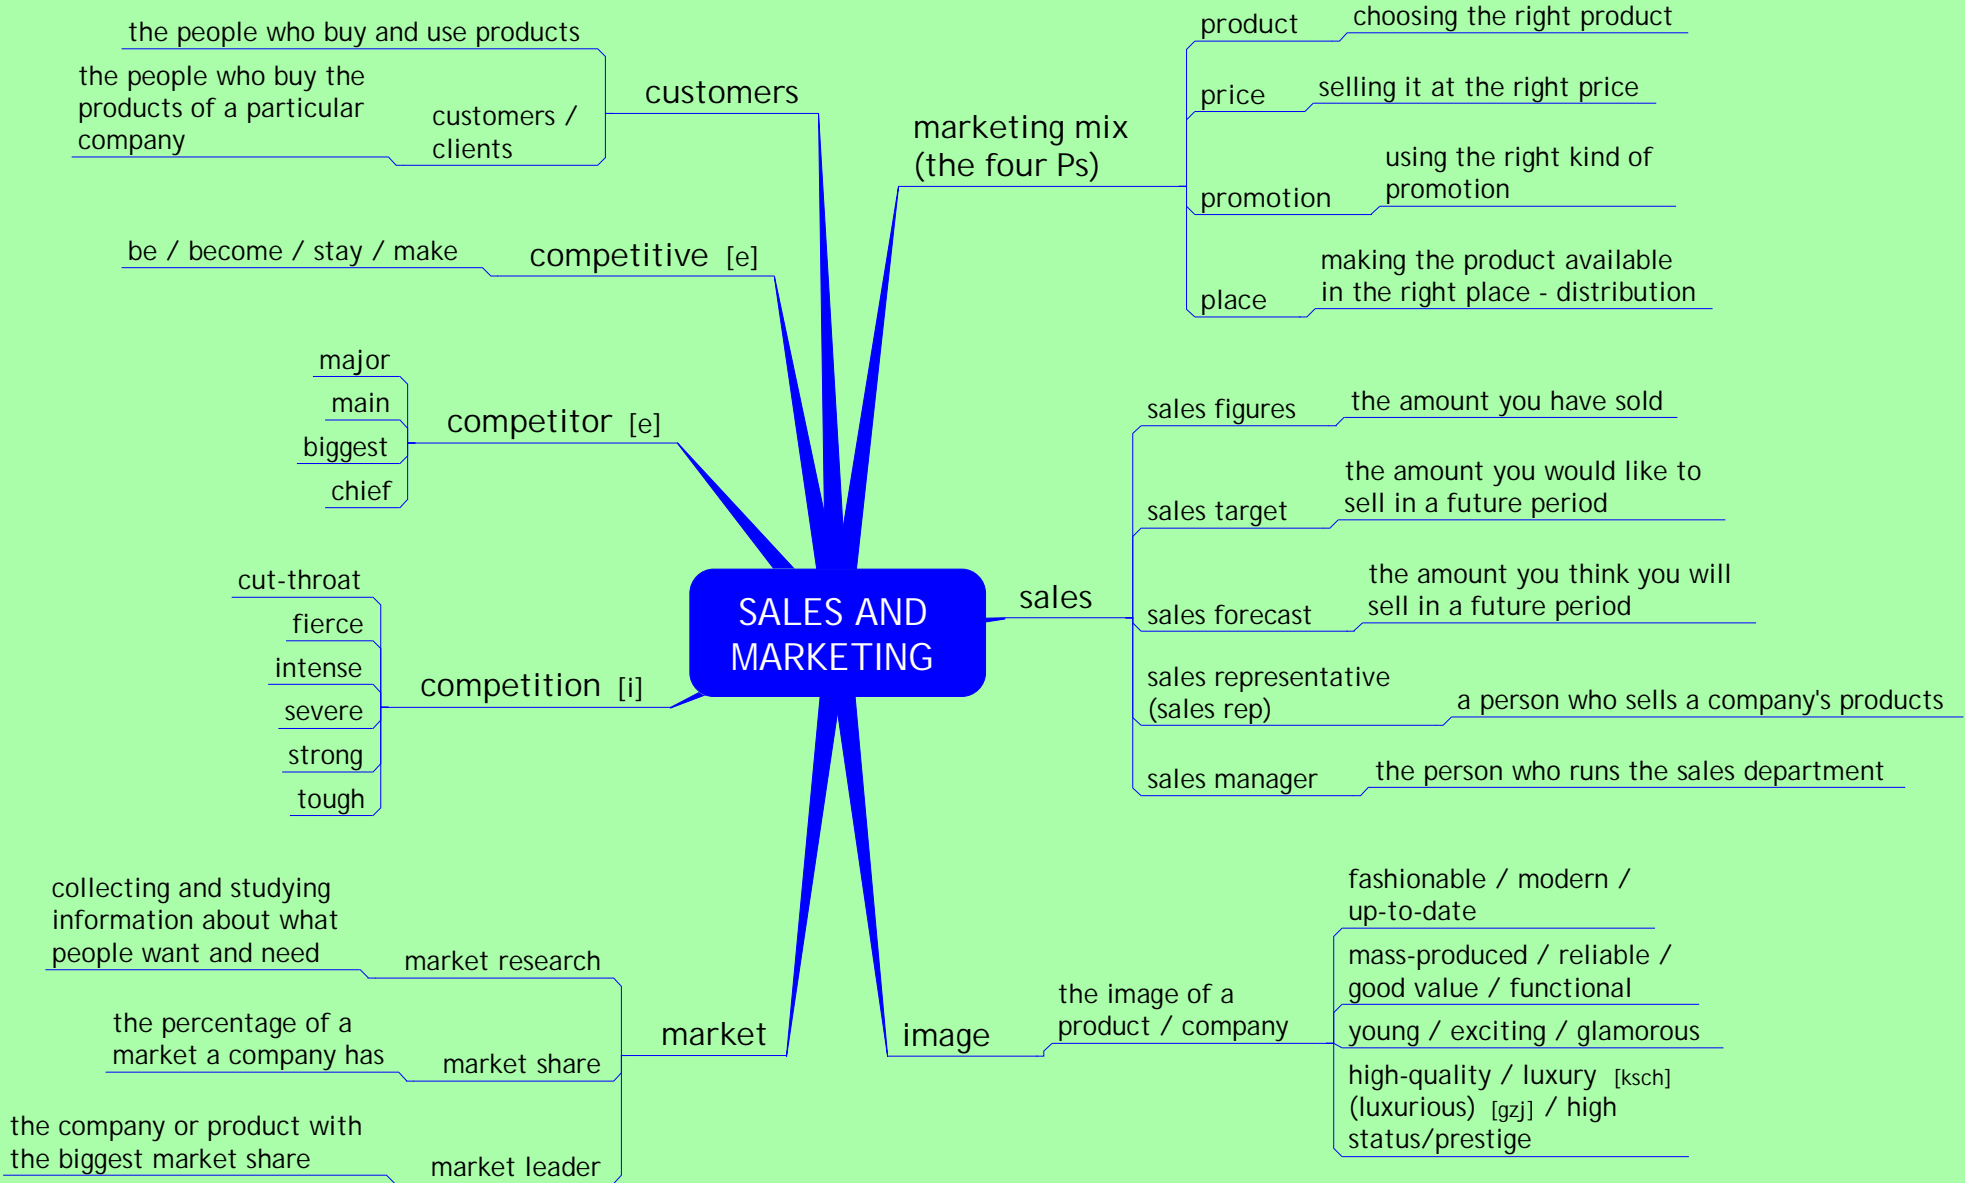 the people who buy and use products
the people who buy the
products of a particular
company
customers /
clients
customers
be / become / stay / make
competitive [e]
major
main
biggest
chief
competitor [e]
cut-throat
fierce
intense
severe
strong
tough
competition [i]
collecting and studying
information about what
people want and need
market research
the percentage of a
market a company has
market share
the company or product with
the biggest market share
market leader
market
SALES AND
MARKETING
marketing mix
(the four Ps)
product
choosing the right product
price
selling it at the right price
promotion
using the right kind of
promotion
place
making the product available
in the right place - distribution
sales
sales figures
the amount you have sold
sales target
the amount you would like to
sell in a future period
sales forecast
the amount you think you will
sell in a future period
sales representative
(sales rep)
a person who sells a company's products
sales manager
the person who runs the sales department
image
the image of a
product / company
fashionable / modern /
up-to-date
mass-produced / reliable /
good value / functional
young / exciting / glamorous
high-quality / luxury [ksch]
(luxurious) [gzj] / high
status/prestige